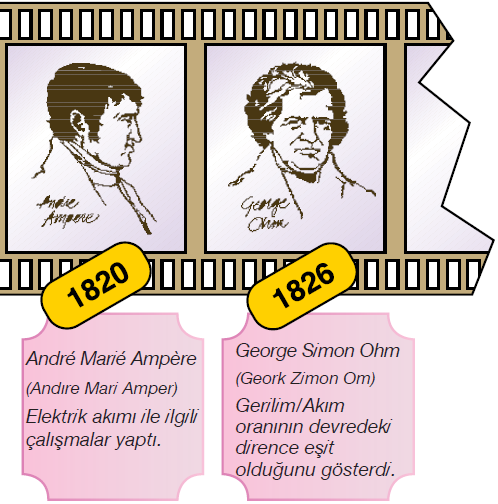 Andre
Ampere
George
Ohm
1820
1826
André Marié Ampère
(Andıre Mari Amper)
Elektrik akımı ile ilgili
çalışmalar yaptı.
George Simon Ohm
(Geork Zimon Om)
Gerilim/Akım
oranının devredeki
dirence eşit
olduğunu gösterdi.